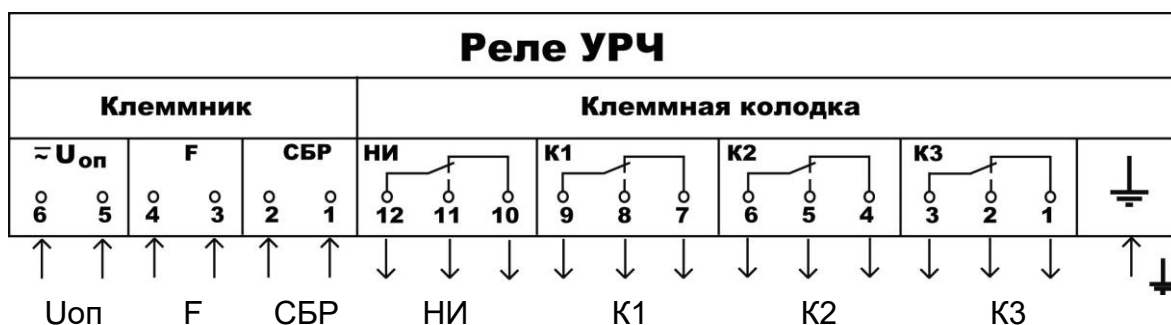 Реле УРЧ
Клеммник Клеммная колодка
≂ Uоп F СБР НИ К1 К2 К3
6 5 4 3 2 1 12 11 10 9 8 7 6 5 4 3 2 1
Uоп F СБР НИ К1 К2 К3